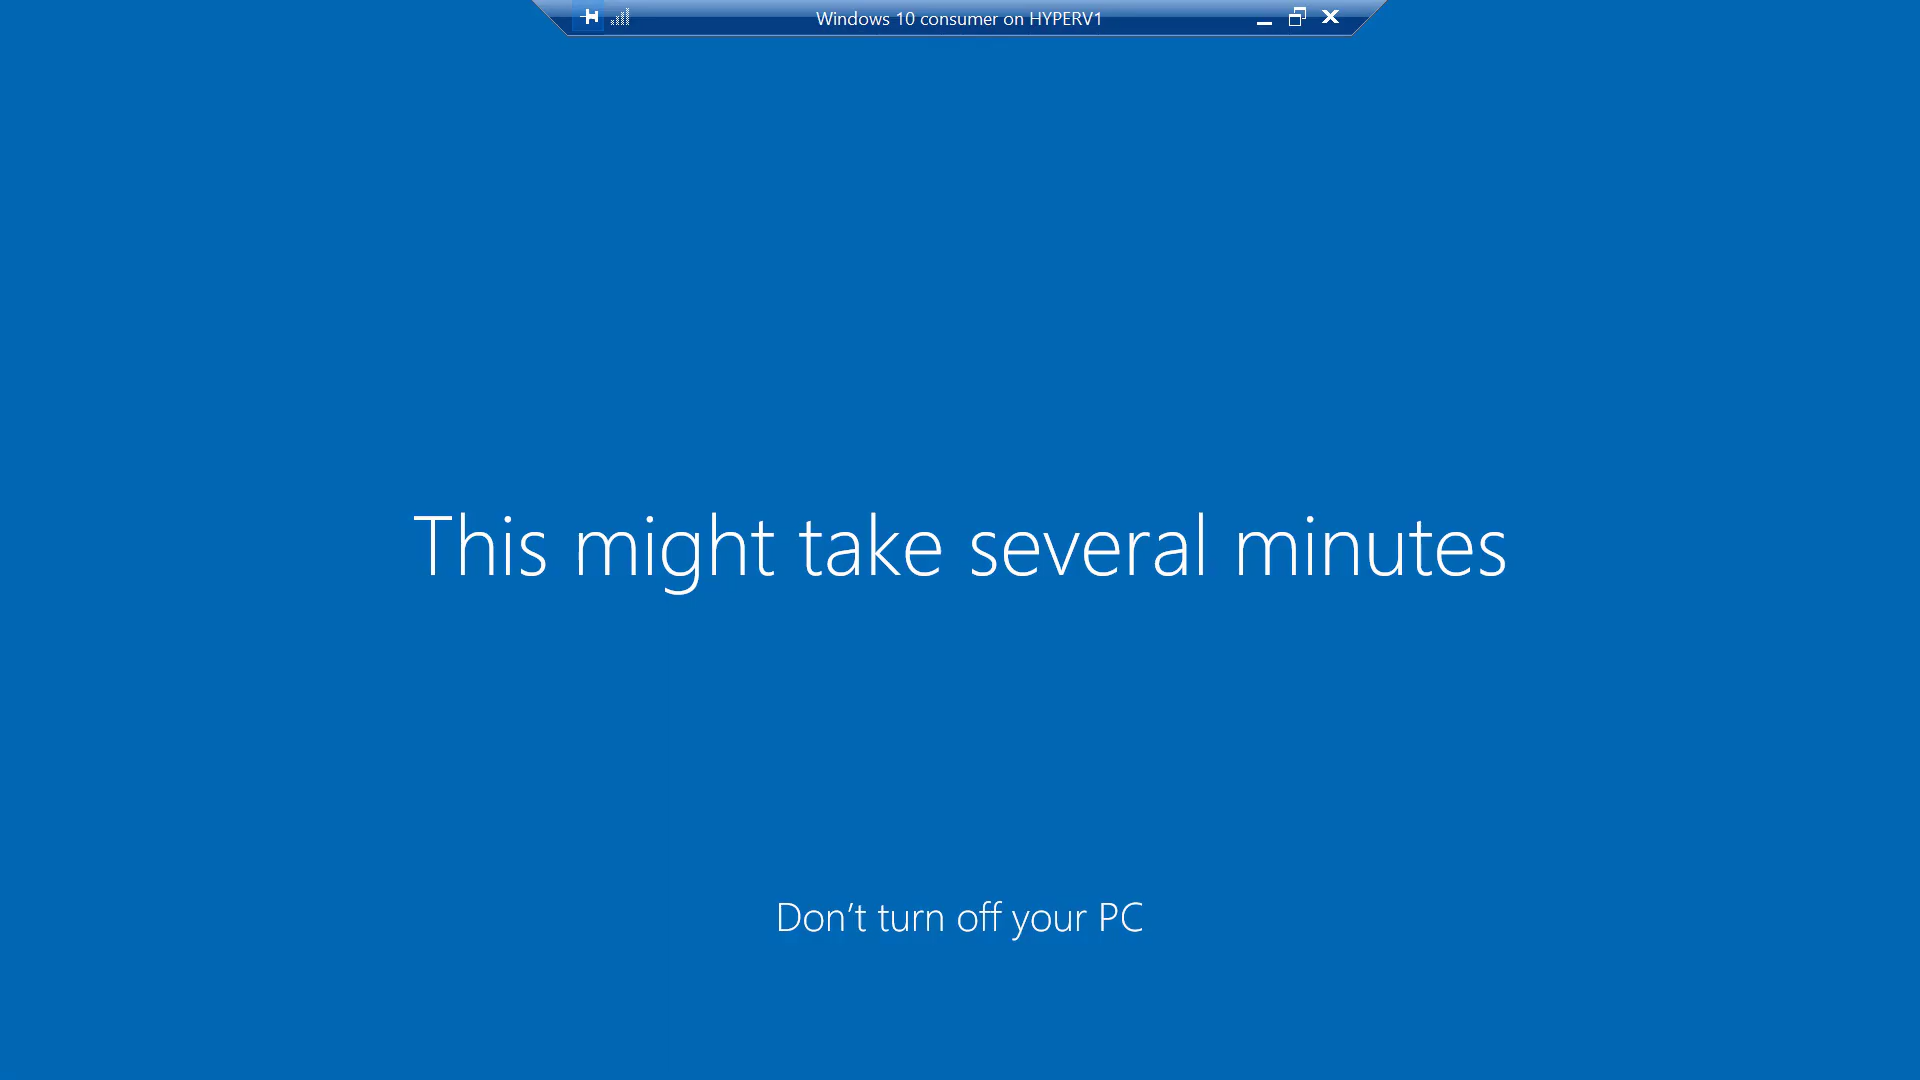 Windows 10 consumer on HYPERV1
This might take several minutes
Don’t turn off your PC